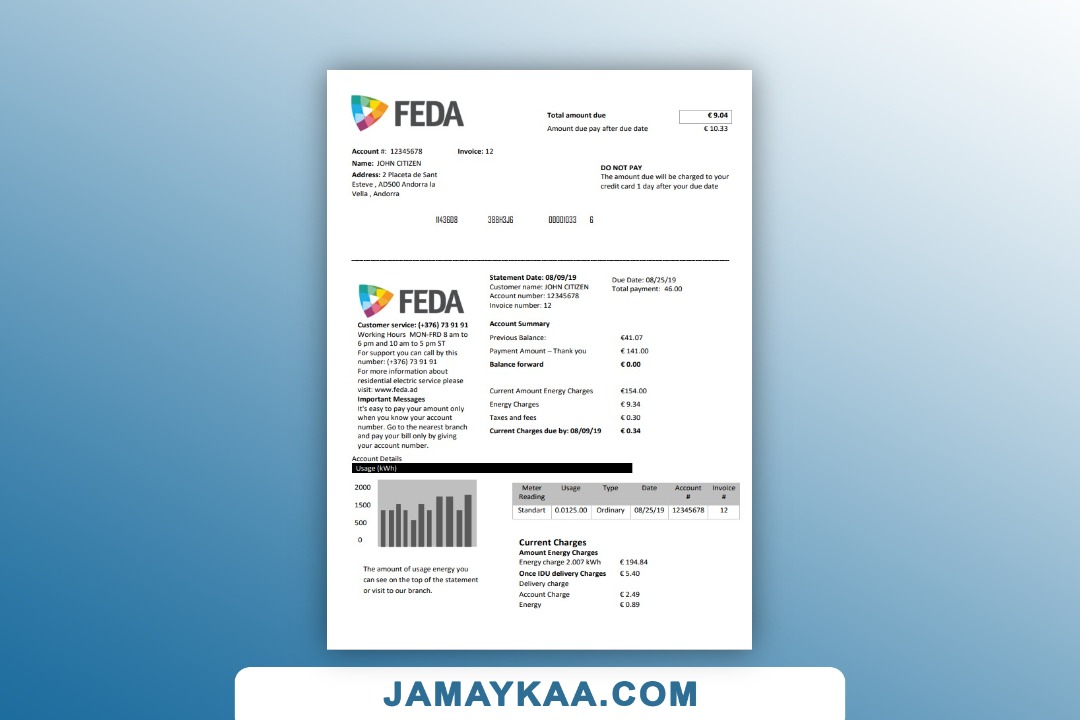 FEDA
Total amount due € 9.04
Amount due pay after due date € 10.33
Account #: 12345678 Invoice: 12
Name: JOHN CITIZEN
Address: 2 Placeta de Sant
Esteve , AD500 Andorra la
Vella , Andorra
DO NOT PAY
The amount due will be charged to your
credit card 1 day after your due date
1143608 388H3J6 00001033 6
FEDA
Customer service: (+376) 73 91 91
Working Hours MON-FRD 8 am to
6 pm and 10 am to 5 pm ST
For support you can call by this
number: (+376) 73 91 91
For more information about
residential electric service please
visit: www.feda.ad
Important Messages
It's easy to pay your amount only
when you know your account
number. Go to the nearest branch
and pay your bill only by giving
your account number.
Statement Date: 08/09/19
Customer name: JOHN CITIZEN
Account number: 12345678
Invoice number: 12
Due Date: 08/25/19
Total payment: 46.00
Account Summary
Previous Balance: €41.07
Payment Amount – Thank you € 141.00
Balance forward € 0.00
Current Amount Energy Charges €154.00
Energy Charges € 9.34
Taxes and fees € 0.30
Current Charges due by: 08/09/19 € 0.34
Account Details
Usage (kWh)
2000
1500
500
0
The amount of usage energy you
can see on the top of the statement
or visit to our branch.
Meter Reading Usage Type Date Account # Invoice #
Standart 0.0125.00 Ordinary 08/25/19 12345678 12
Current Charges
Amount Energy Charges
Energy charge 2.007 kWh € 194.84
Once IDU delivery Charges € 5.40
Delivery charge
Account Charge € 2.49
Energy € 0.89
JAMAYKAA.COM